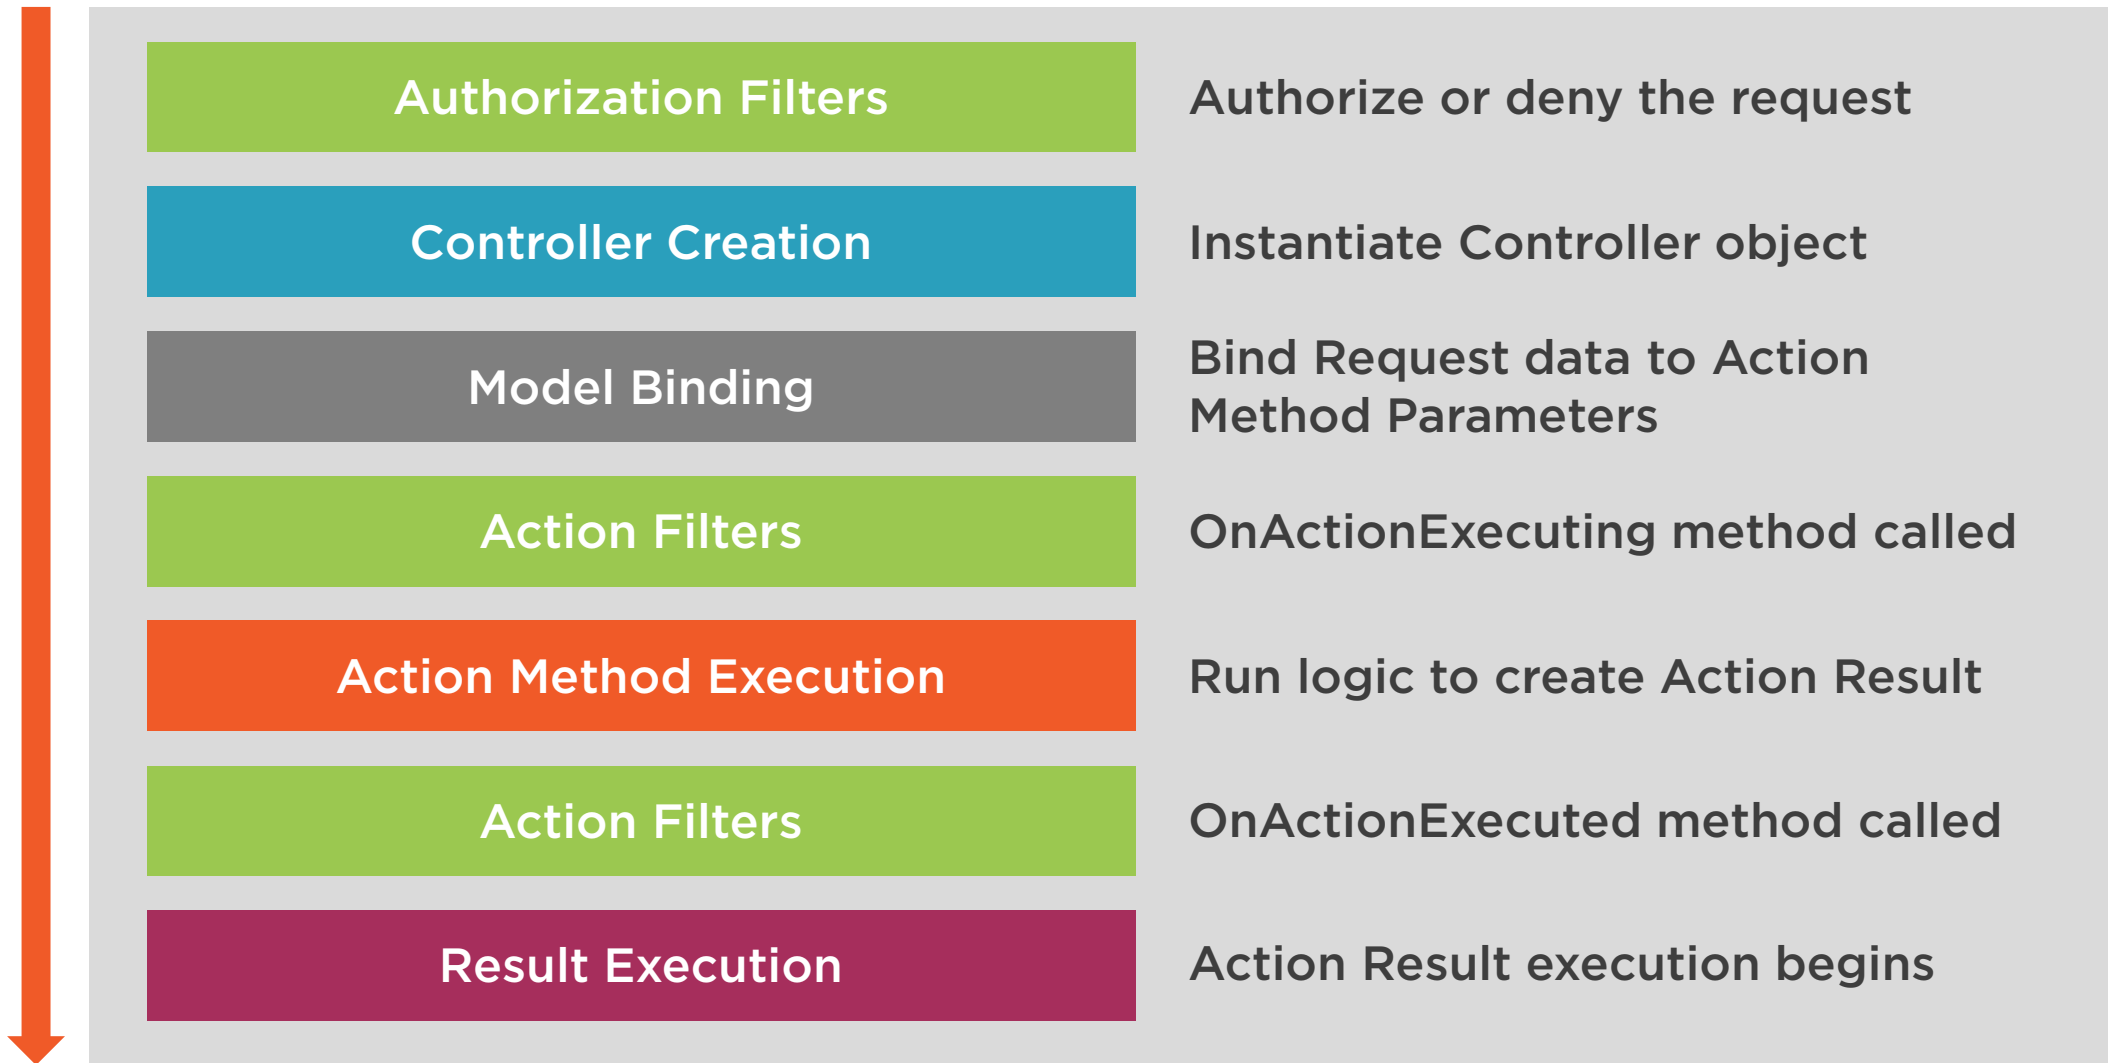 Authorization Filters
Authorize or deny the request
Controller Creation
Instantiate Controller object
Model Binding
Bind Request data to Action
Method Parameters
Action Filters
OnActionExecuting method called
Action Method Execution
Run logic to create Action Result
Action Filters
OnActionExecuted method called
Result Execution
Action Result execution begins